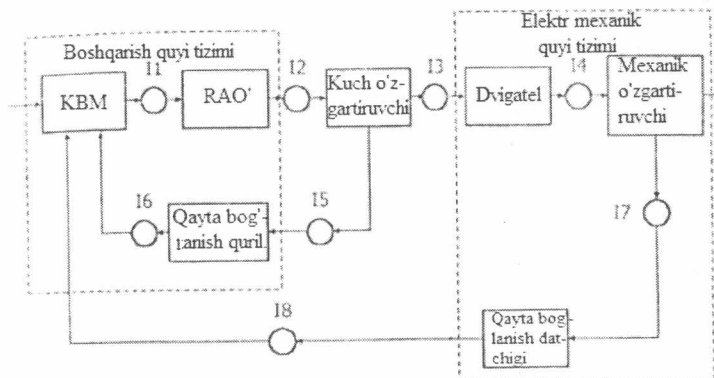 Boshqarish quyi tizimi
Elektr mexanik
quyi tizimi
KBM
I1
RAO'
I2
Kuch o'z-
gartiruvchi
I3
Dvigatel
I4
Mexanik
o'zgarti-
ruvchi
I6
Qayta bog'-
lanish quril.
I5
I7
I8
Qayta bog-
lanish dat-
chigi